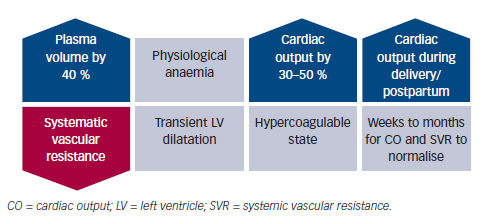 Plasma
volume by
40 %
Physiological
anaemia
Cardiac
output by
30–50 %
Cardiac
output during
delivery/
postpartum
Systematic
vascular
resistance
Transient LV
dilatation
Hypercoagulable
state
Weeks to months
for CO and SVR to
normalise
CO = cardiac output; LV = left ventricle; SVR = systemic vascular resistance.